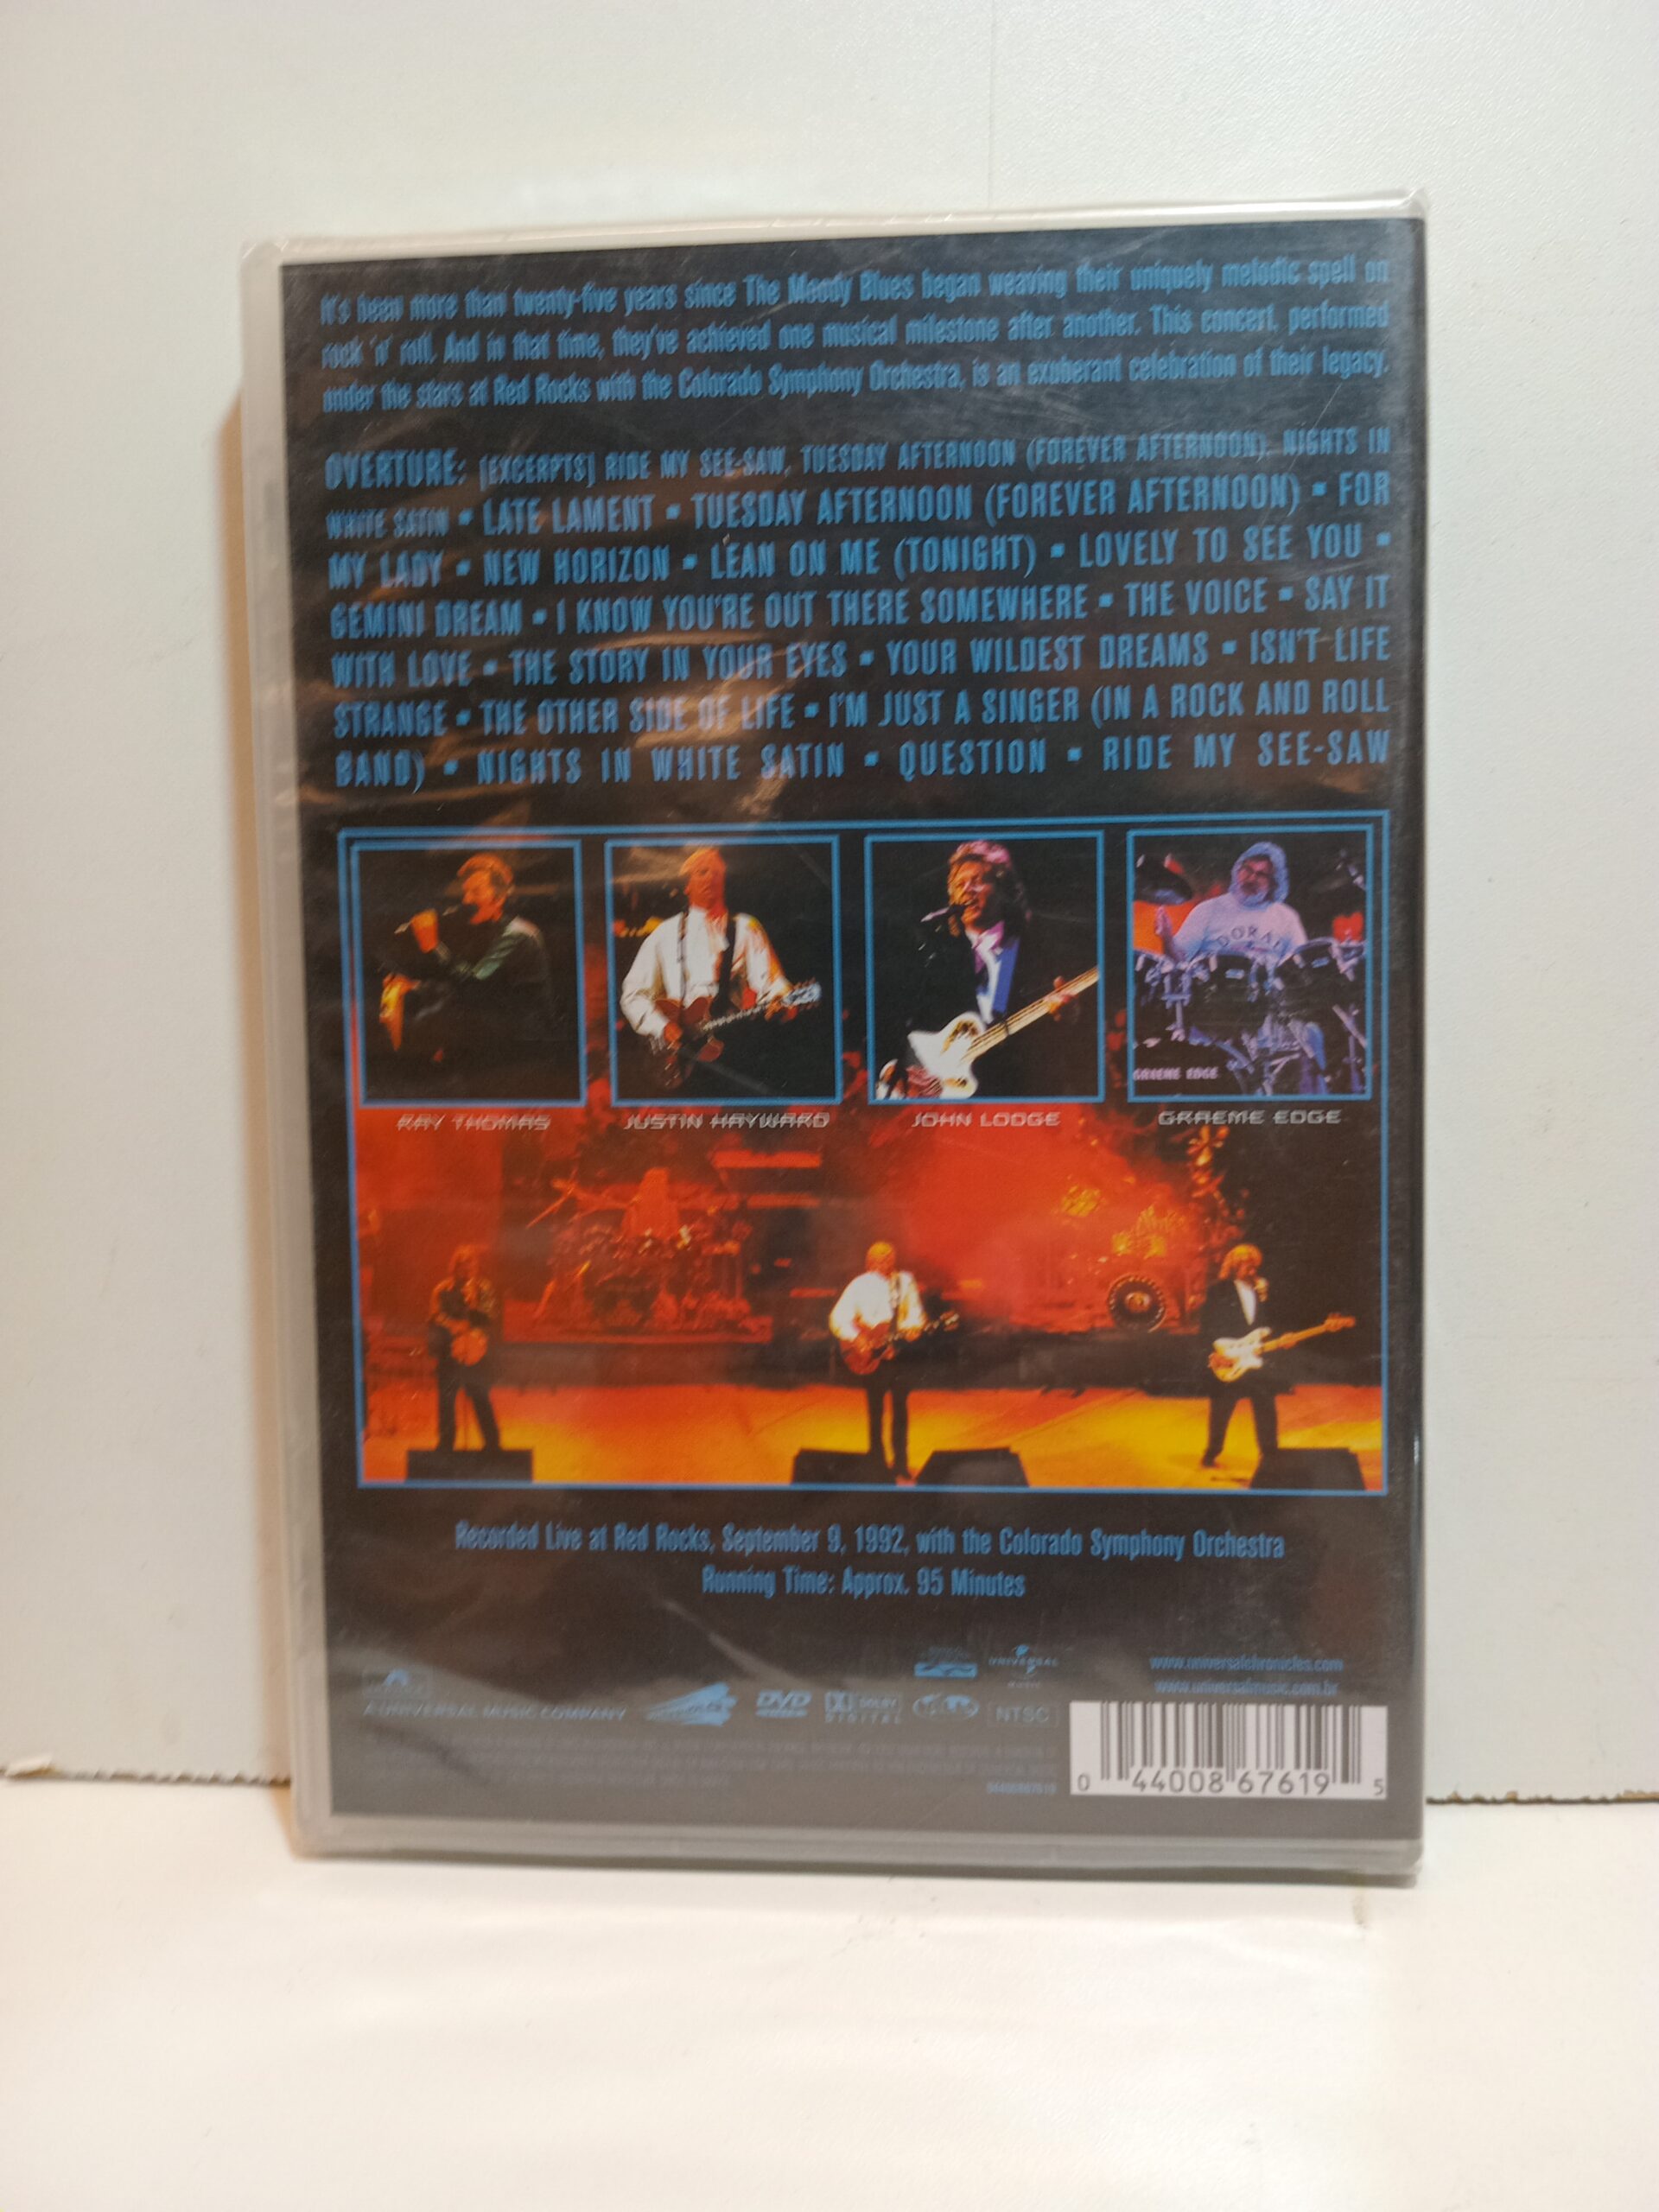 It's been more than twenty-five years since The Moody Blues began weaving their uniquely melodic spell on
rock 'n' roll. And in that time, they've achieved one musical milestone after another. This concert, performed
under the stars at Red Rocks with the Colorado Symphony Orchestra, is an exuberant celebration of their legacy.
OVERTURE: [EXCERPTS] RIDE MY SEE-SAW, TUESDAY AFTERNOON (FOREVER AFTERNOON), NIGHTS IN
WHITE SATIN ▪ LATE LAMENT ▪ TUESDAY AFTERNOON (FOREVER AFTERNOON) ▪ FOR
MY LADY ▪ NEW HORIZON ▪ LEAN ON ME (TONIGHT) ▪ LOVELY TO SEE YOU ▪
GEMINI DREAM ▪ I KNOW YOU'RE OUT THERE SOMEWHERE ▪ THE VOICE ▪ SAY IT
WITH LOVE ▪ THE STORY IN YOUR EYES ▪ YOUR WILDEST DREAMS ▪ ISN'T LIFE
STRANGE ▪ THE OTHER SIDE OF LIFE ▪ I'M JUST A SINGER (IN A ROCK AND ROLL
BAND) ▪ NIGHTS IN WHITE SATIN ▪ QUESTION ▪ RIDE MY SEE-SAW
DORAL
GRAEME EDGE
RAY THOMAS JUSTIN HAYWARD JOHN LODGE GRAEME EDGE
Recorded Live at Red Rocks, September 9, 1992, with the Colorado Symphony Orchestra
Running Time: Approx. 95 Minutes
UNIVERSAL
www.universalchronicles.com
www.universalmusic.com.br
A UNIVERSAL MUSIC COMPANY DVD DOLBY DIGITAL NTSC
0 44008 67619 5